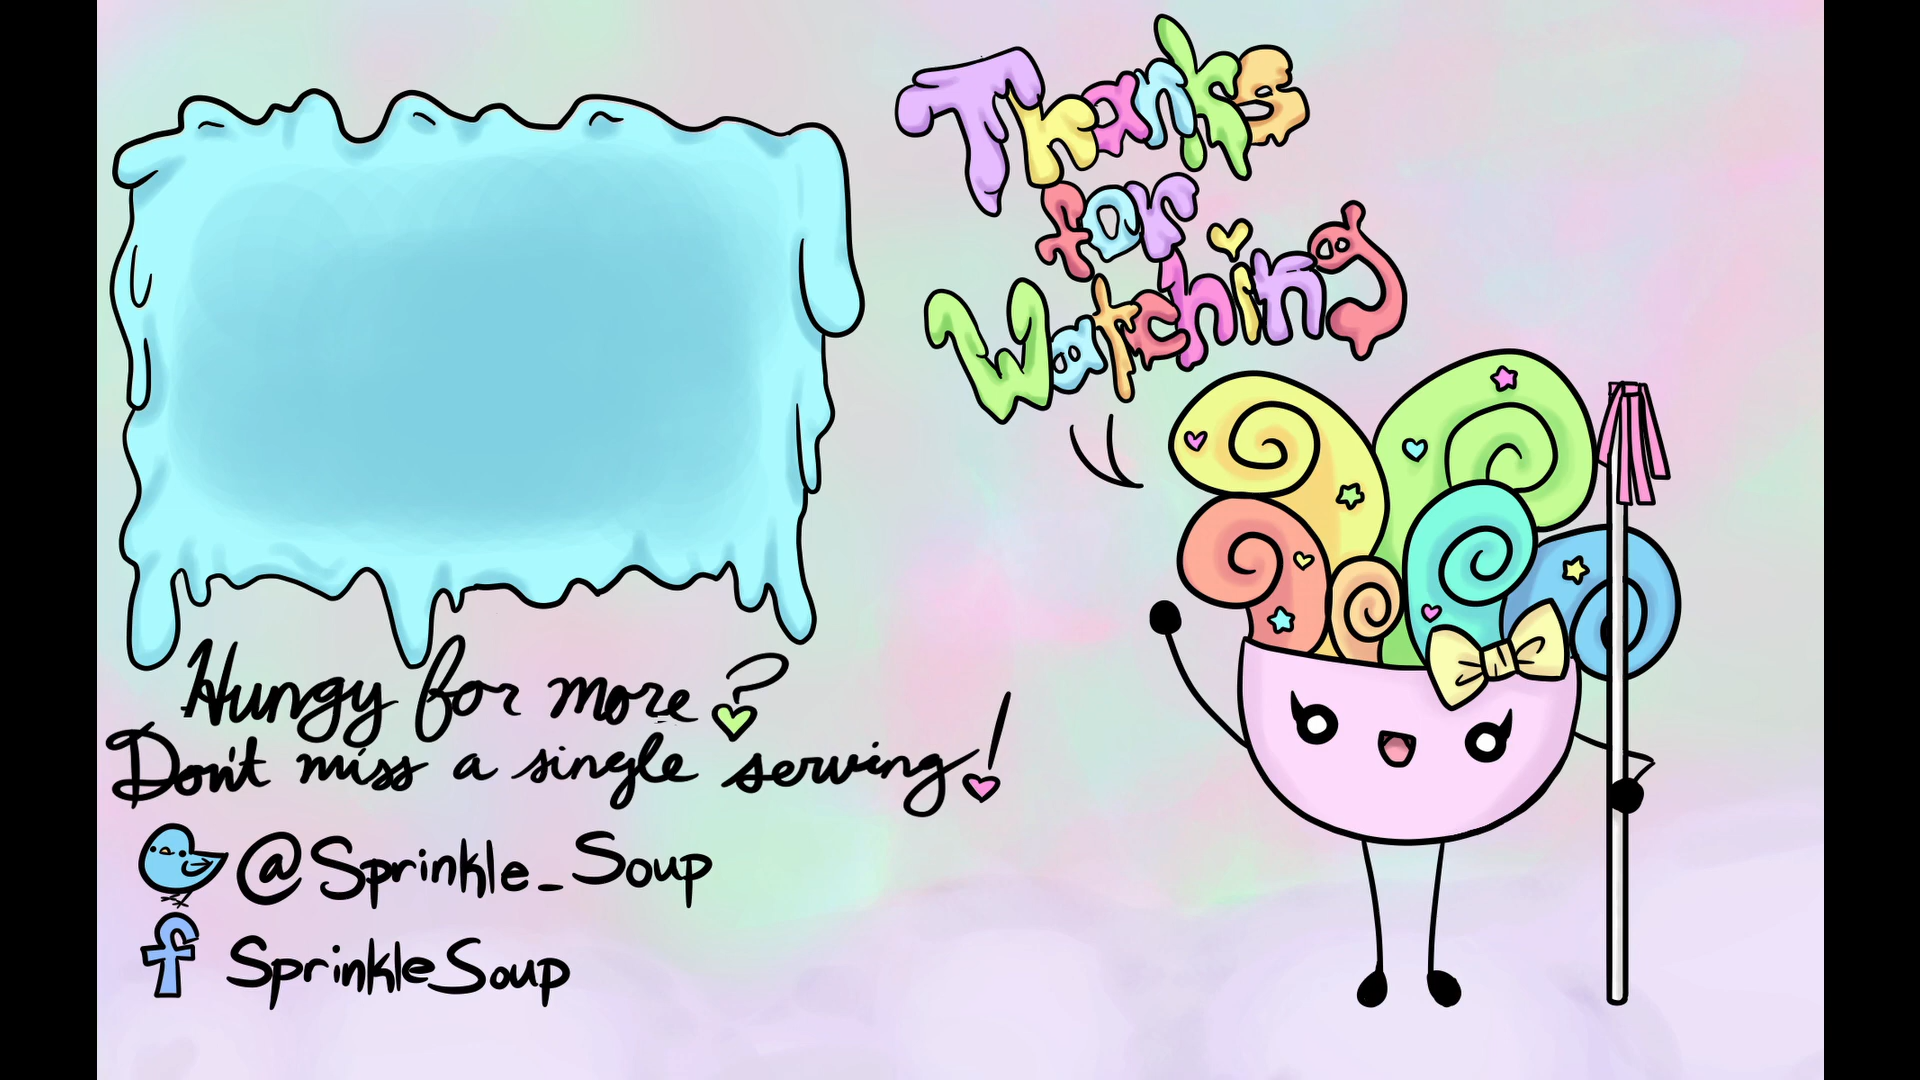 Thanks
for
Watching
Hungy for more?
Don't miss a single serving!
@Sprinkle_Soup
f SprinkleSoup